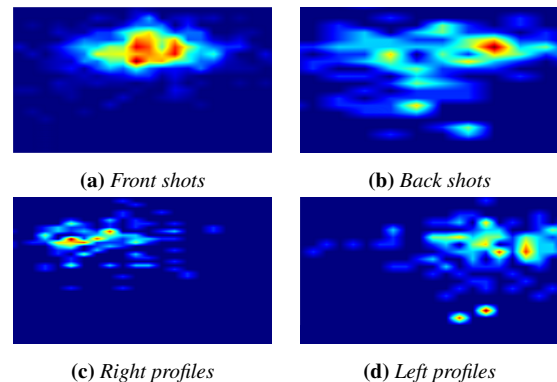 (a) Front shots
(b) Back shots
(c) Right profiles
(d) Left profiles